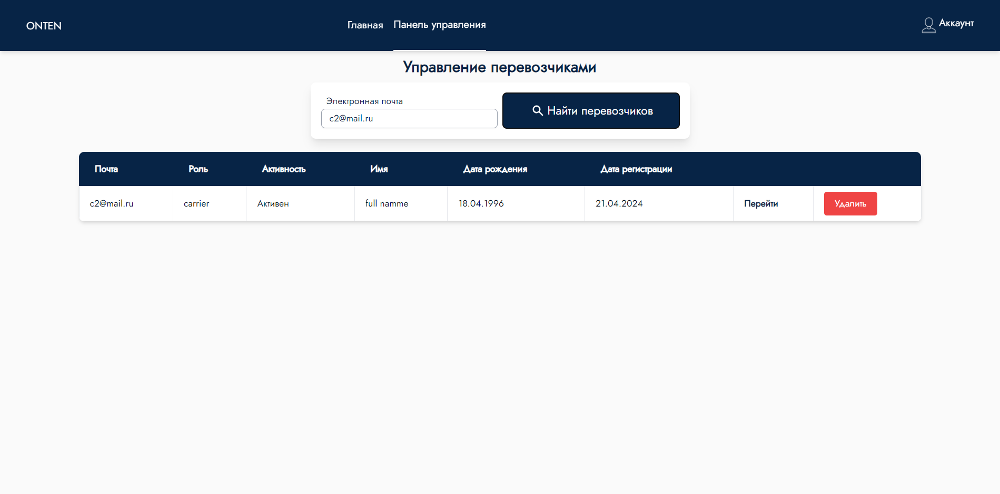 ONTEN
Главная Панель управления
Аккаунт
Управление перевозчиками
Электронная почта
c2@mail.ru
Найти перевозчиков
Почта Роль Активность Имя Дата рождения Дата регистрации
c2@mail.ru carrier Активен full namme 18.04.1996 21.04.2024 Перейти Удалить